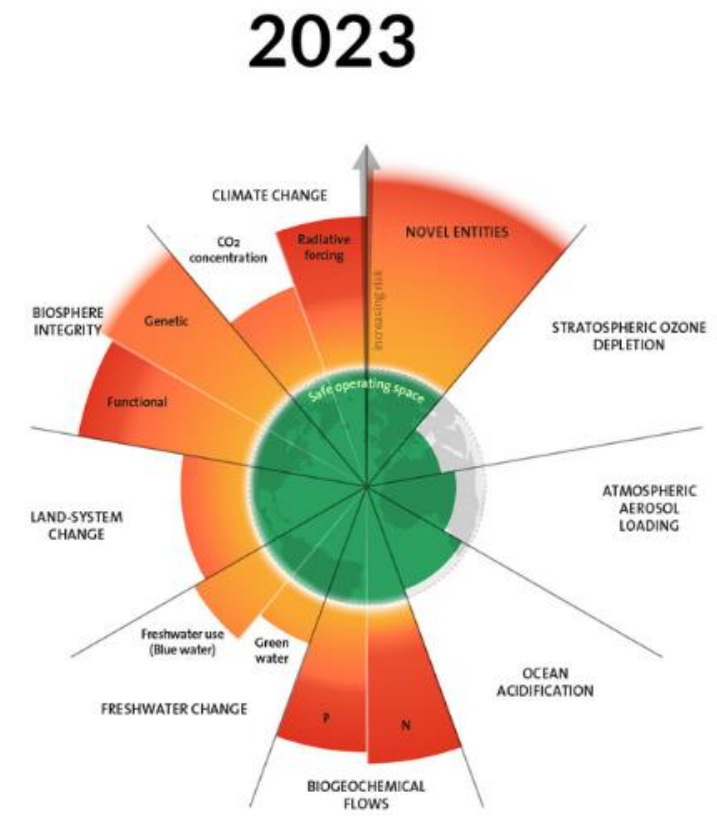 2023
CLIMATE CHANGE
CO2
concentration
Radiative
forcing
NOVEL ENTITIES
Increasing risk
BIOSPHERE
INTEGRITY
Genetic
STRATOSPHERIC OZONE
DEPLETION
Functional
Safe operating space
LAND-SYSTEM
CHANGE
ATMOSPHERIC
AEROSOL
LOADING
Freshwater use
(Blue water)
Green
water
FRESHWATER CHANGE
OCEAN
ACIDIFICATION
P
N
BIOGEOCHEMICAL
FLOWS